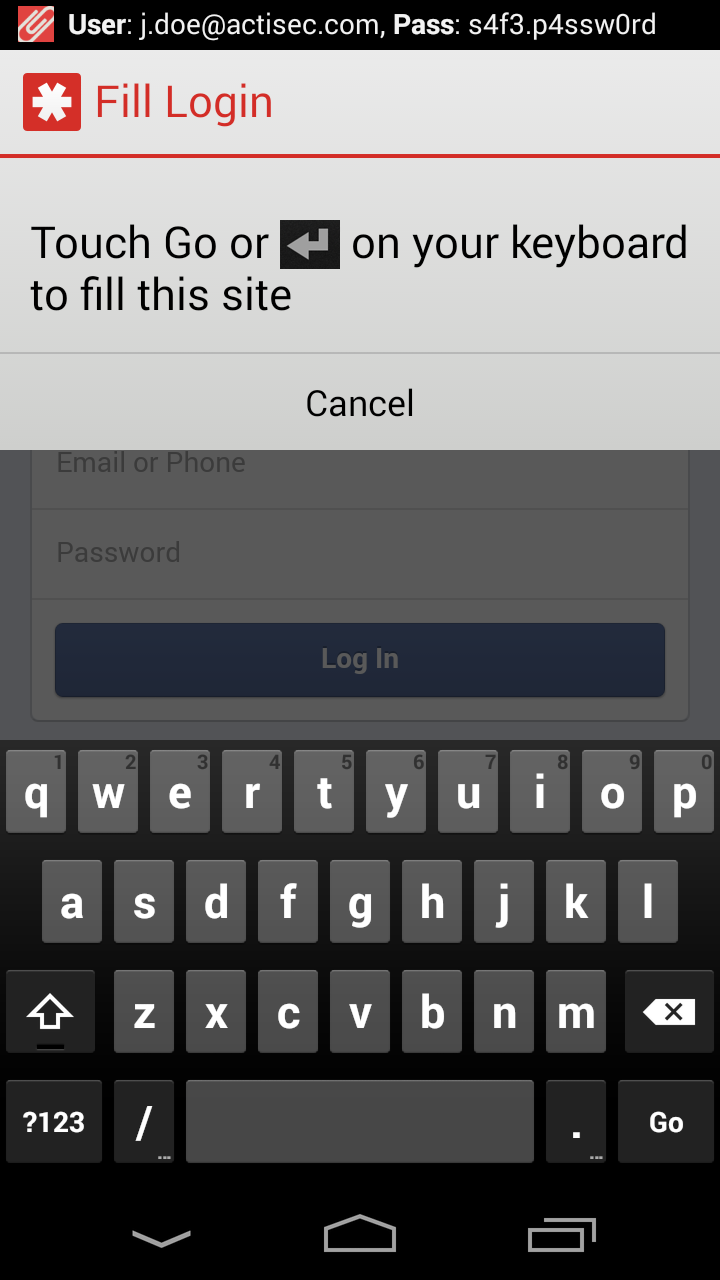 User: j.doe@actisec.com, Pass: s4f3.p4ssw0rd
Fill Login
Touch Go or on your keyboard
to fill this site
Cancel
Email or Phone
Password
Log In
1 2 3 4 5 6 7 8 9 0
q w e r t y u i o p
a s d f g h j k l
z x c v b n m
?123 / ... . ... Go